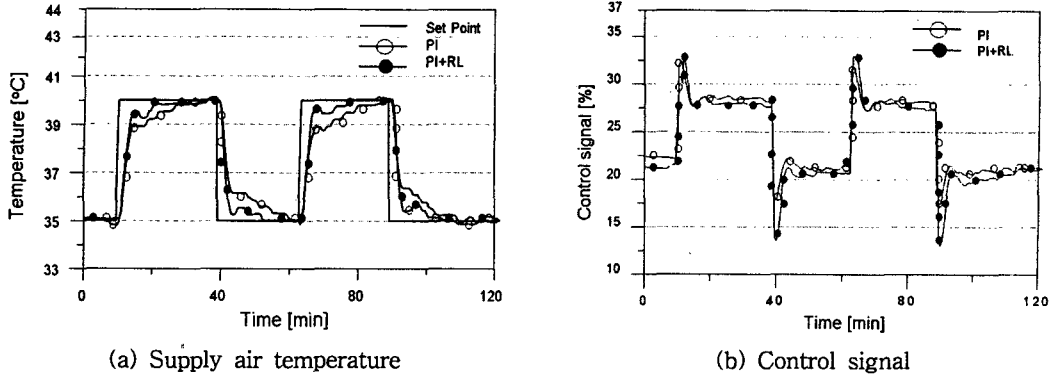 44
43
41
40
39
37
35
33
0
40
80
120
Temperature [°C]
Time [min]
Set Point
PI
PI+RL
(a) Supply air temperature
37
33
30
25
20
15
10
0
40
80
120
Control signal [%]
Time [min]
PI
PI+RL
(b) Control signal